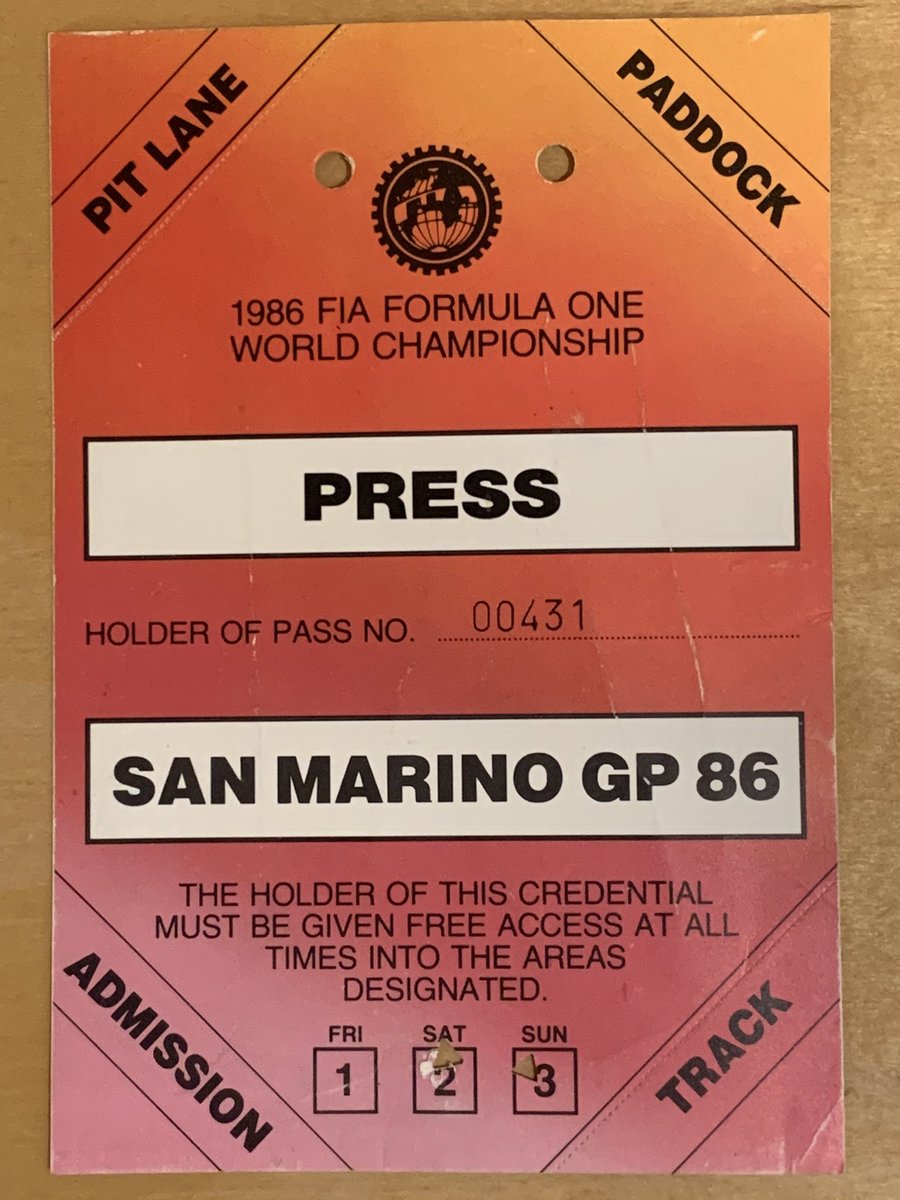 PIT LANE
PADDOCK
FIA
1986 FIA FORMULA ONE
WORLD CHAMPIONSHIP
PRESS
HOLDER OF PASS NO. 00431
SAN MARINO GP 86
THE HOLDER OF THIS CREDENTIAL
MUST BE GIVEN FREE ACCESS AT ALL
TIMES INTO THE AREAS
DESIGNATED.
ADMISSION
TRACK
FRI SAT SUN
1 2 3